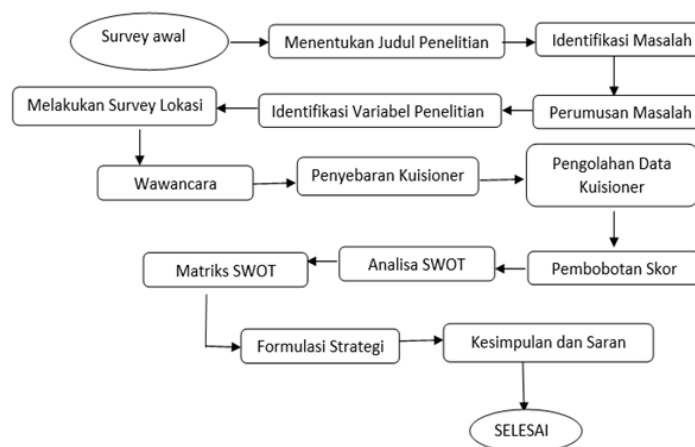 Survey awal
Menentukan Judul Penelitian
Identifikasi Masalah
Perumusan Masalah
Identifikasi Variabel Penelitian
Melakukan Survey Lokasi
Wawancara
Penyebaran Kuisioner
Pengolahan Data
Kuisioner
Pembobotan Skor
Analisa SWOT
Matriks SWOT
Formulasi Strategi
Kesimpulan dan Saran
SELESAI